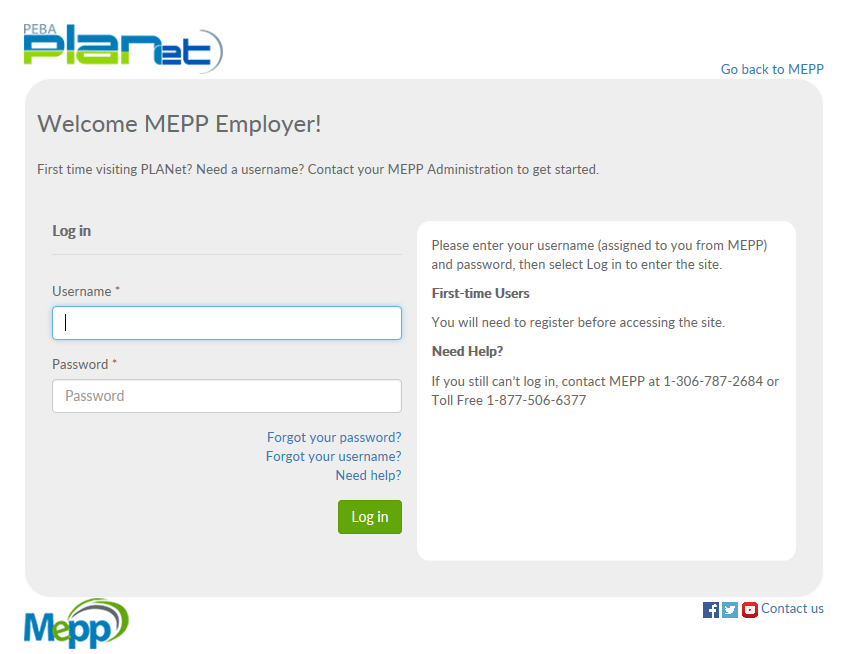 PEBA
planet
Go back to MEPP
Welcome MEPP Employer!
First time visiting PLANet? Need a username? Contact your MEPP Administration to get started.
Log in
Username *
Password *
Password
Forgot your password?
Forgot your username?
Need help?
Log in
Please enter your username (assigned to you from MEPP)
and password, then select Log in to enter the site.
First-time Users
You will need to register before accessing the site.
Need Help?
If you still can't log in, contact MEPP at 1-306-787-2684 or
Toll Free 1-877-506-6377
Mepp
Contact us